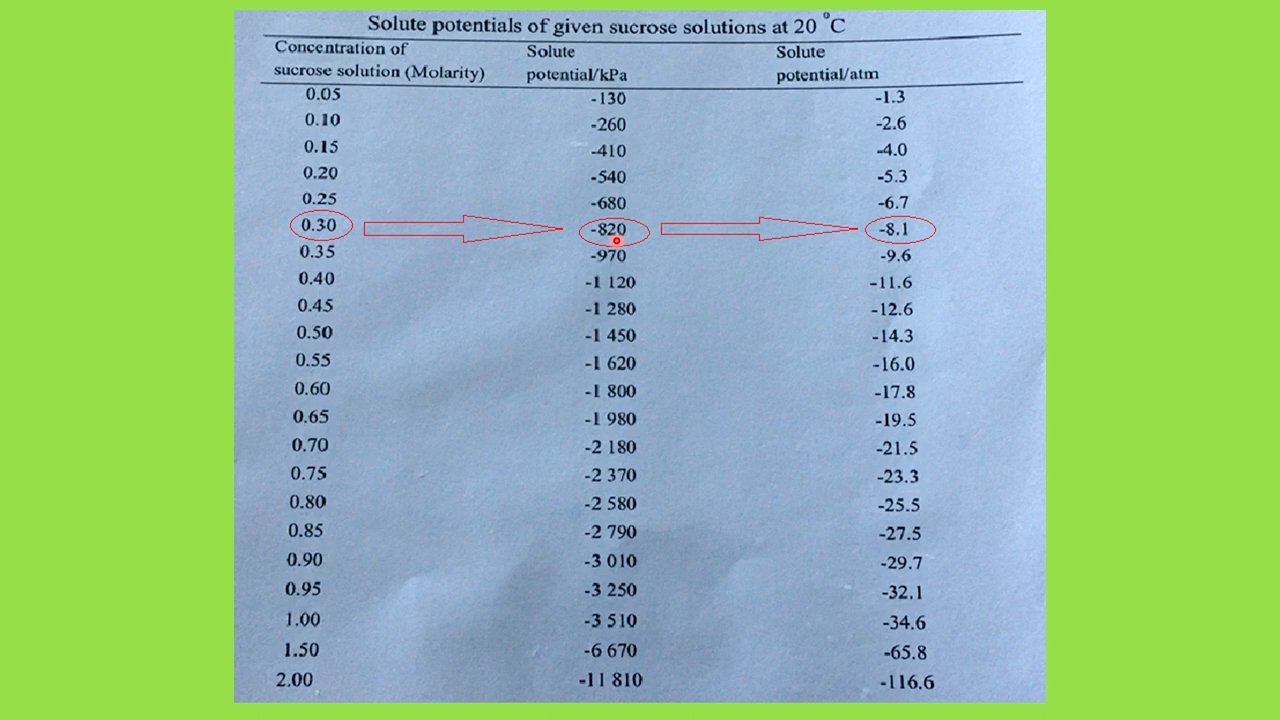 Solute potentials of given sucrose solutions at 20 °C
Concentration of Solute Solute
sucrose solution (Molarity) potential/kPa potential/atm
0.05 -130 -1.3
0.10 -260 -2.6
0.15 -410 -4.0
0.20 -540 -5.3
0.25 -680 -6.7
0.30 -820 -8.1
0.35 -970 -9.6
0.40 -1 120 -11.6
0.45 -1 280 -12.6
0.50 -1 450 -14.3
0.55 -1 620 -16.0
0.60 -1 800 -17.8
0.65 -1 980 -19.5
0.70 -2 180 -21.5
0.75 -2 370 -23.3
0.80 -2 580 -25.5
0.85 -2 790 -27.5
0.90 -3 010 -29.7
0.95 -3 250 -32.1
1.00 -3 510 -34.6
1.50 -6 670 -65.8
2.00 -11 810 -116.6